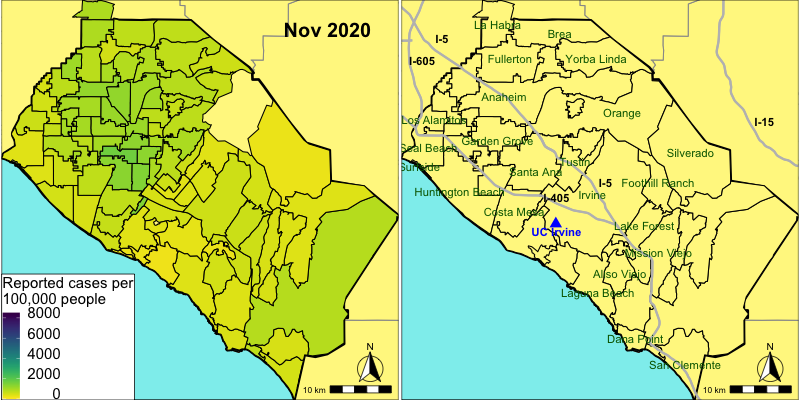 Nov 2020
Reported cases per
100,000 people
8000
6000
4000
2000
0
N
10 km
La Habra
I-5
Brea
I-605
Fullerton
Yorba Linda
Anaheim
Orange
Los Alamitos
I-15
Seal Beach
Garden Grove
Silverado
Sunside
Tustin
Santa Ana
I-5
Foothill Ranch
Huntington Beach
I-405
Irvine
Costa Mesa
UC Irvine
Lake Forest
Mission Viejo
Aliso Viejo
Laguna Beach
Dana Point
San Clemente
N
10 km